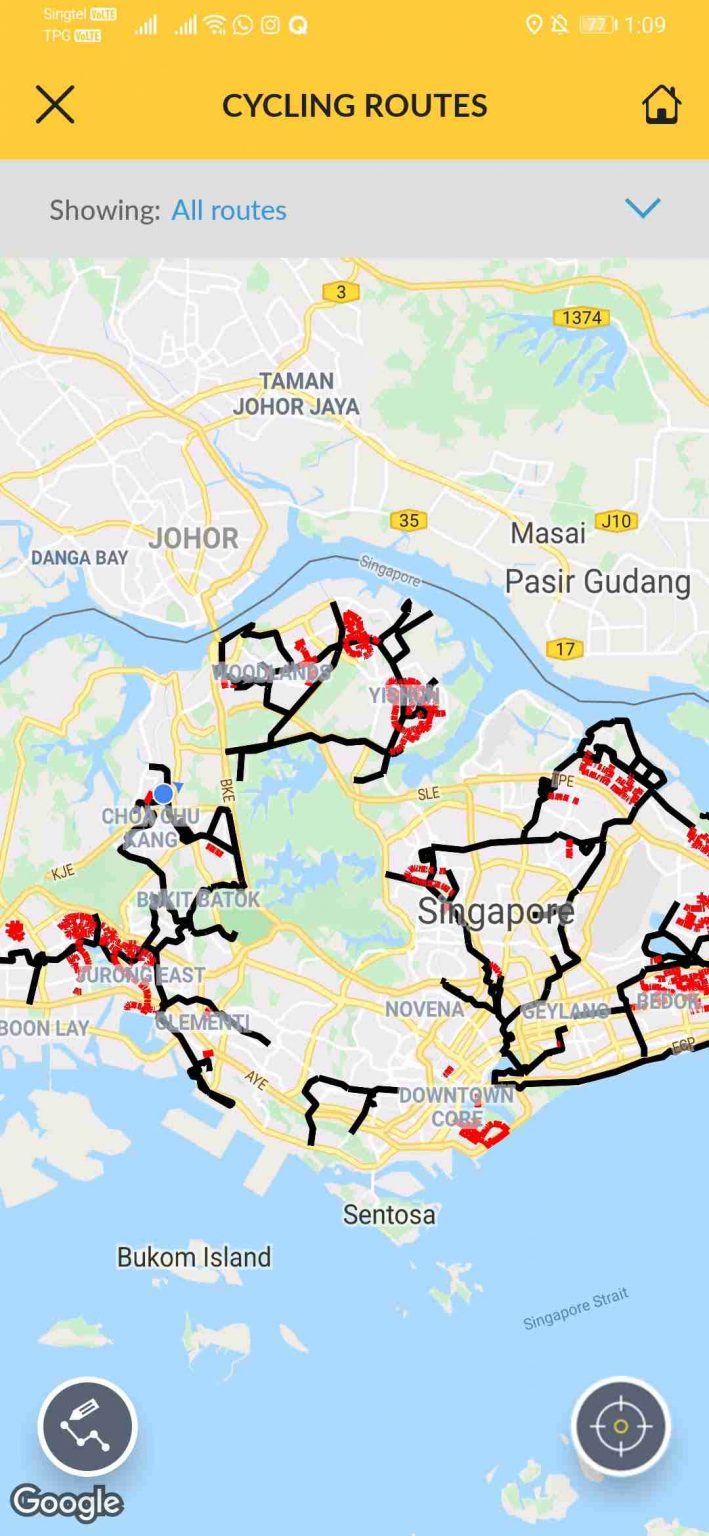 Singtel VoLTE
TPG VoLTE
77 1:09
CYCLING ROUTES
Showing: All routes
3
1374
TAMAN
JOHOR JAYA
35
J10
JOHOR
Masai
DANGA BAY
Singapore
Pasir Gudang
17
WOODLANDS
YISHUN
BKE
SLE
TPE
CHOA CHU
KANG
KJE
BUKIT BATOK
Singapore
JURONG EAST
NOVENA
GEYLANG
BEDOK
BOON LAY
CLEMENTI
ECP
AYE
DOWNTOWN
CORE
Sentosa
Bukom Island
Singapore Strait
Google